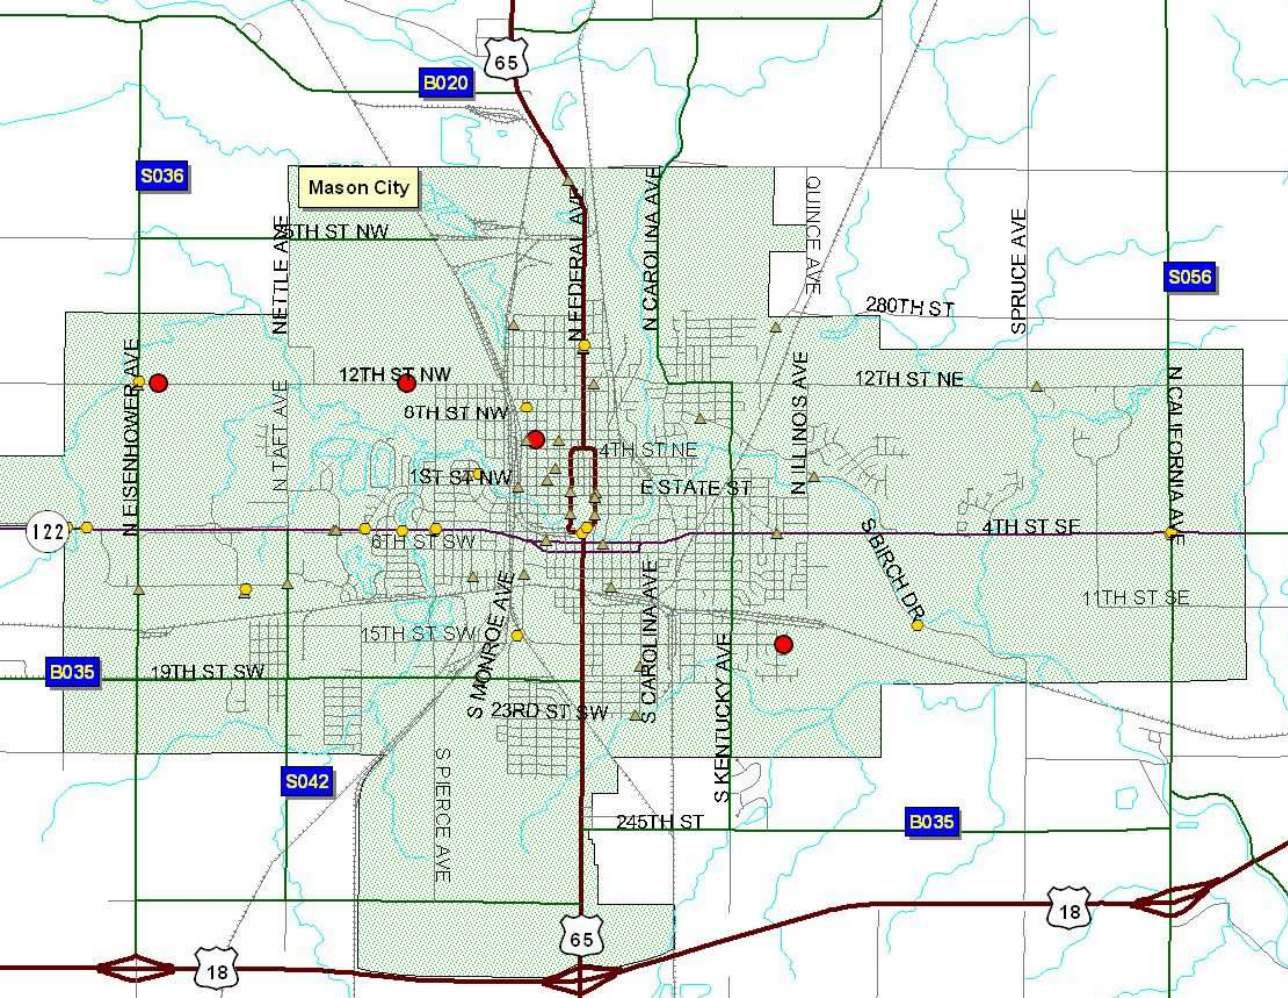 65
B020
S036
Mason City
QUINCE AVE
N CAROLINA AVE
N FEDERAL AVE
SPRUCE AVE
NETTLE AVE
25TH ST NW
S056
280TH ST
N EISENHOWER AVE
12TH ST NW
12TH ST NE
N TAFT AVE
N ILLINOIS AVE
N CALIFORNIA AVE
8TH ST NW
4TH ST NE
1ST ST NW
E STATE ST
122
6TH ST SW
4TH ST SE
S BIRCH DR
11TH ST SE
S MONROE AVE
S CAROLINA AVE
15TH ST SW
B035
19TH ST SW
S KENTUCKY AVE
23RD ST SW
S042
S PIERCE AVE
245TH ST
B035
18
65
18